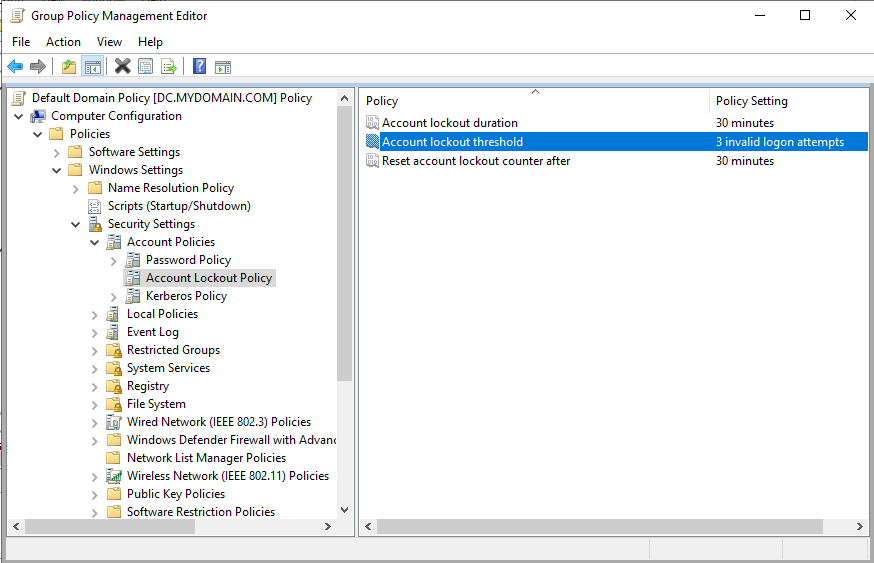 Group Policy Management Editor
File Action View Help
Default Domain Policy [DC.MYDOMAIN.COM] Policy
Computer Configuration
Policies
Software Settings
Windows Settings
Name Resolution Policy
Scripts (Startup/Shutdown)
Security Settings
Account Policies
Password Policy
Account Lockout Policy
Kerberos Policy
Local Policies
Event Log
Restricted Groups
System Services
Registry
File System
Wired Network (IEEE 802.3) Policies
Windows Defender Firewall with Advanc
Network List Manager Policies
Wireless Network (IEEE 802.11) Policies
Public Key Policies
Software Restriction Policies
Policy Policy Setting
Account lockout duration 30 minutes
Account lockout threshold 3 invalid logon attempts
Reset account lockout counter after 30 minutes